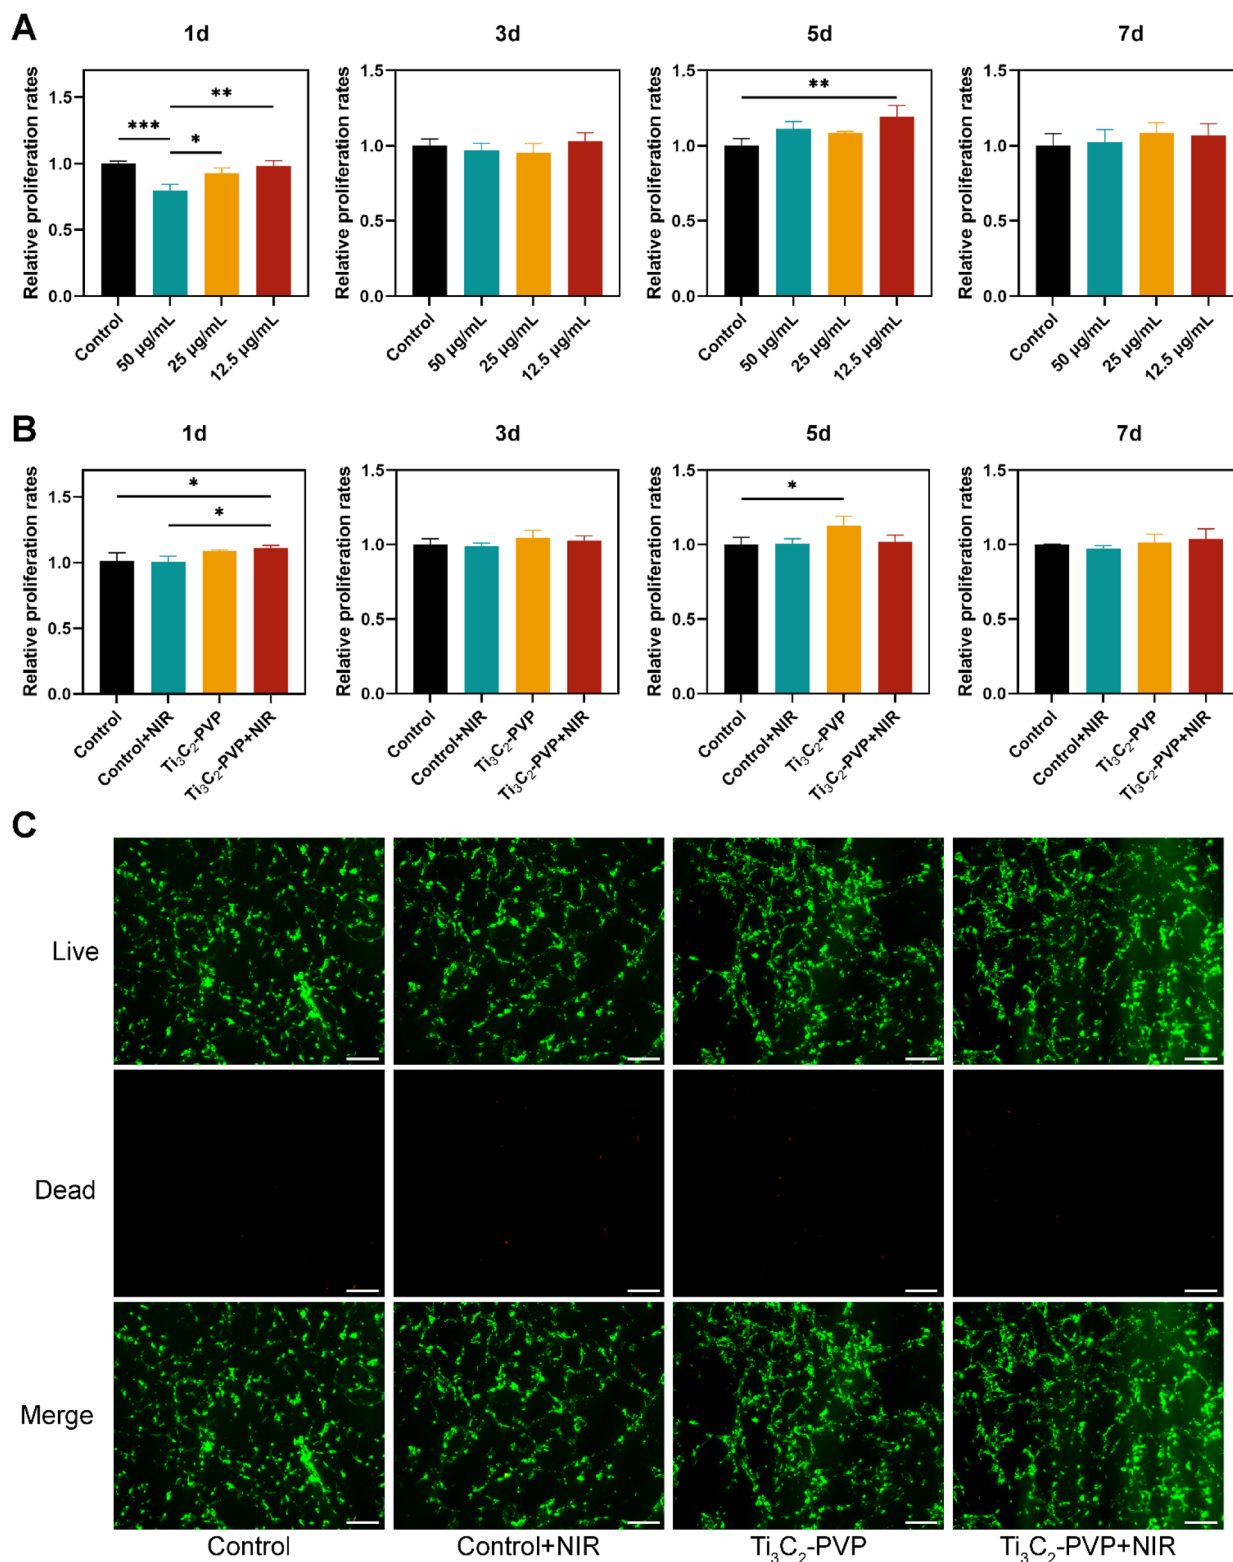 A
1d
3d
5d
7d
Relative proliferation rates
1.5
1.0
0.5
0.0
***
*
**
Control
50 µg/mL
25 µg/mL
12.5 µg/mL
Relative proliferation rates
1.5
1.0
0.5
0.0
Control
50 µg/mL
25 µg/mL
12.5 µg/mL
Relative proliferation rates
1.5
1.0
0.5
0.0
**
Control
50 µg/mL
25 µg/mL
12.5 µg/mL
Relative proliferation rates
1.5
1.0
0.5
0.0
Control
50 µg/mL
25 µg/mL
12.5 µg/mL
B
1d
3d
5d
7d
Relative proliferation rates
1.5
1.0
0.5
0.0
*
*
Control
Control+NIR
Ti₃C₂-PVP
Ti₃C₂-PVP+NIR
Relative proliferation rates
1.5
1.0
0.5
0.0
Control
Control+NIR
Ti₃C₂-PVP
Ti₃C₂-PVP+NIR
Relative proliferation rates
1.5
1.0
0.5
0.0
*
Control
Control+NIR
Ti₃C₂-PVP
Ti₃C₂-PVP+NIR
Relative proliferation rates
1.5
1.0
0.5
0.0
Control
Control+NIR
Ti₃C₂-PVP
Ti₃C₂-PVP+NIR
C
Live
Dead
Merge
Control
Control+NIR
Ti₃C₂-PVP
Ti₃C₂-PVP+NIR